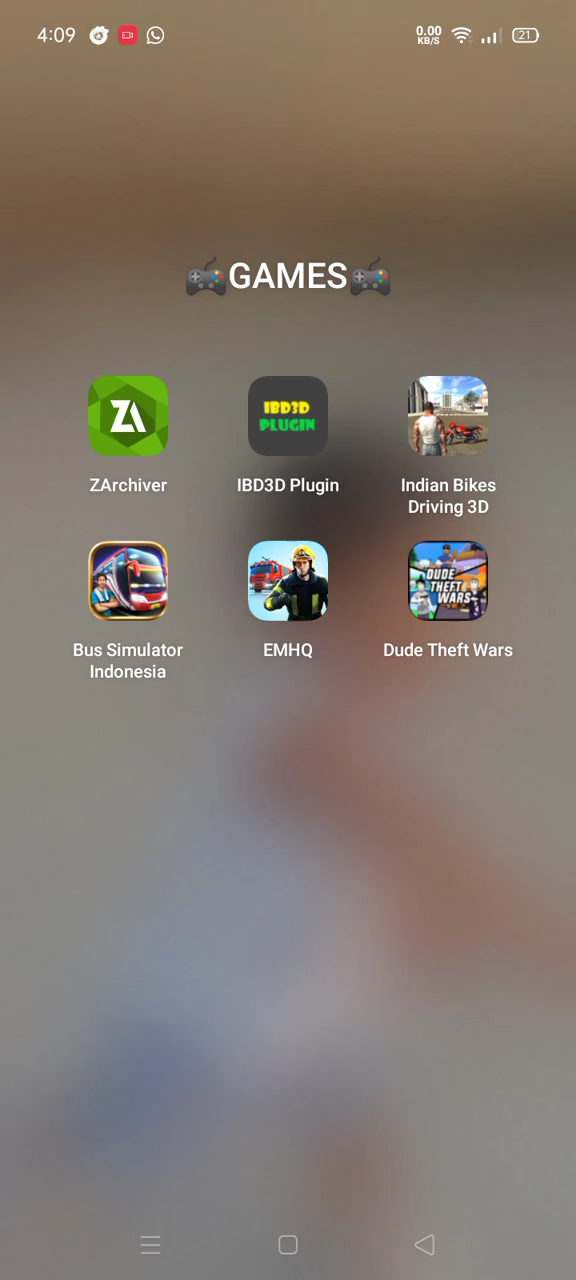 4:09
0.00
KB/S
21
🎮GAMES🎮
ZA
IBD3D
PLUGIN
ZArchiver
IBD3D Plugin
Indian Bikes
Driving 3D
DUDE
THEFT
WARS
Bus Simulator
Indonesia
EMHQ
Dude Theft Wars